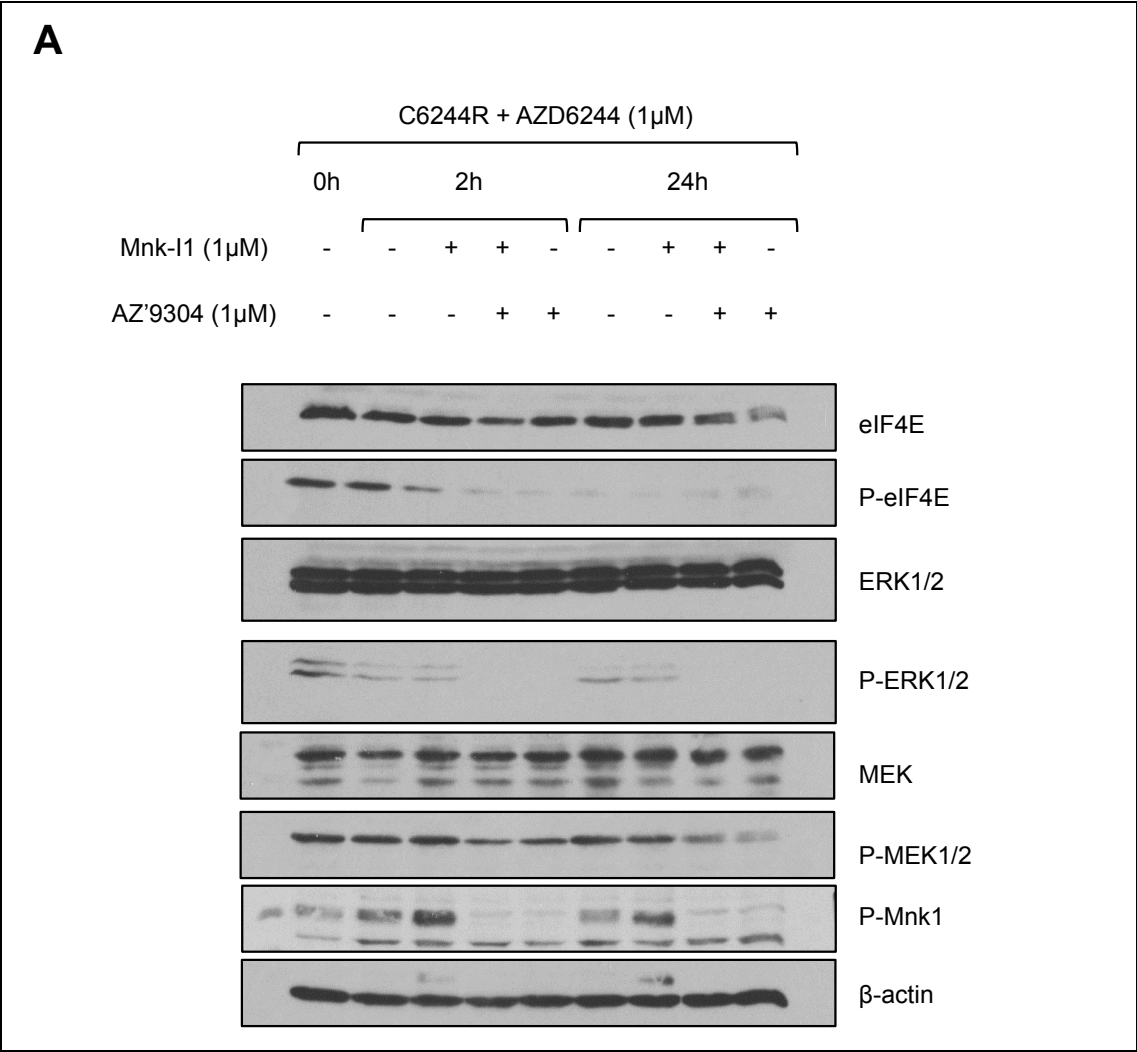 A
C6244R + AZD6244 (1µM)
0h 2h 24h
Mnk-I1 (1µM) - - + + - - + + -
AZ’9304 (1µM) - - - + + - - + +
eIF4E
P-eIF4E
ERK1/2
P-ERK1/2
MEK
P-MEK1/2
P-Mnk1
β-actin